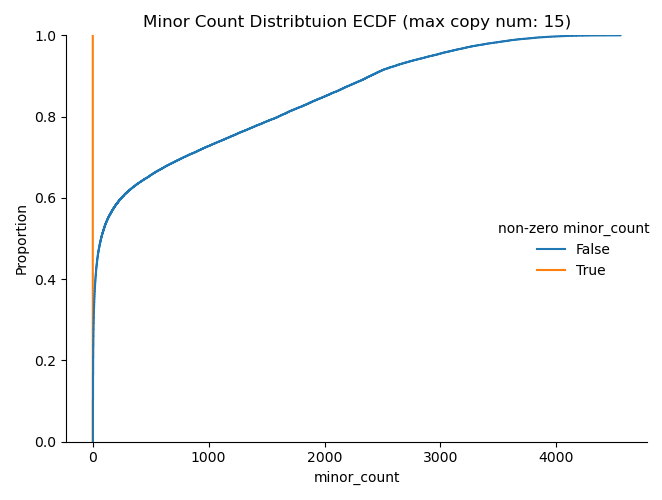 Minor Count Distribtuion ECDF (max copy num: 15)
1.0
0.8
0.6
0.4
0.2
0.0
Proportion
non-zero minor_count
False
True
0
1000
2000
3000
4000
minor_count